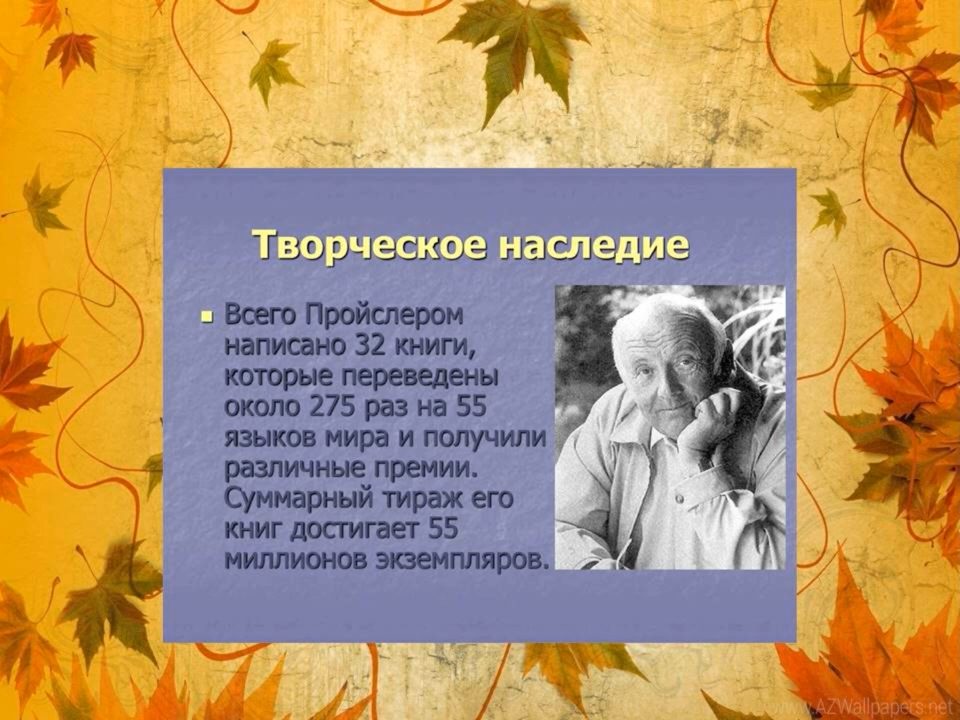 Творческое наследие
Всего Пройслером
написано 32 книги,
которые переведены
около 275 раз на 55
языков мира и получили
различные премии.
Суммарный тираж его
книг достигает 55
миллионов экземпляров.
www.AZWallpapers.net